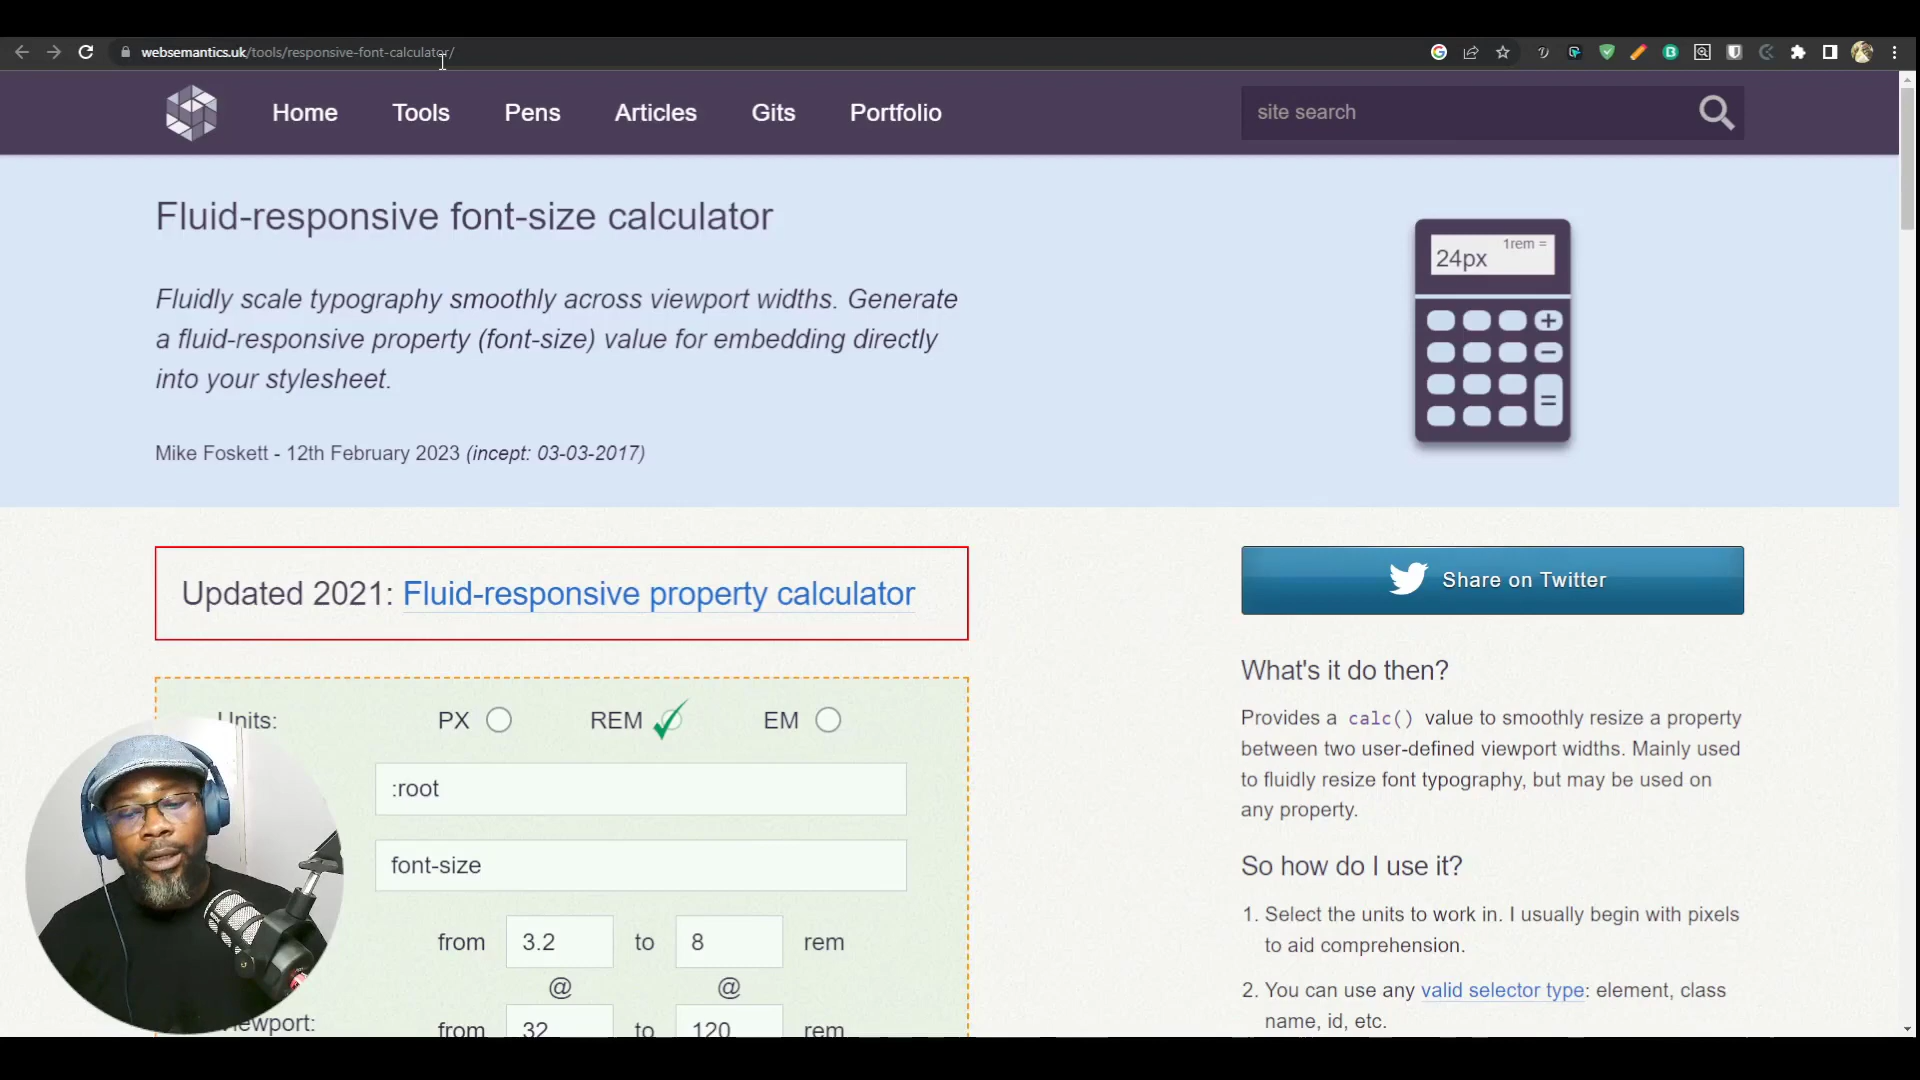 websemantics.uk/tools/responsive-font-calculator/
Home
Tools
Pens
Articles
Gits
Portfolio
site search
Fluid-responsive font-size calculator
Fluidly scale typography smoothly across viewport widths. Generate
a fluid-responsive property (font-size) value for embedding directly
into your stylesheet.
Mike Foskett - 12th February 2023 (incept: 03-03-2017)
1rem =
24px
+
−
=
Updated 2021: Fluid-responsive property calculator
Units:
PX
REM
EM
:root
font-size
from 3.2 to 8 rem
@ @
from 32 to 120 rem
Share on Twitter
What's it do then?
Provides a calc() value to smoothly resize a property
between two user-defined viewport widths. Mainly used
to fluidly resize font typography, but may be used on
any property.
So how do I use it?
1. Select the units to work in. I usually begin with pixels
to aid comprehension.
2. You can use any valid selector type: element, class
name, id, etc.